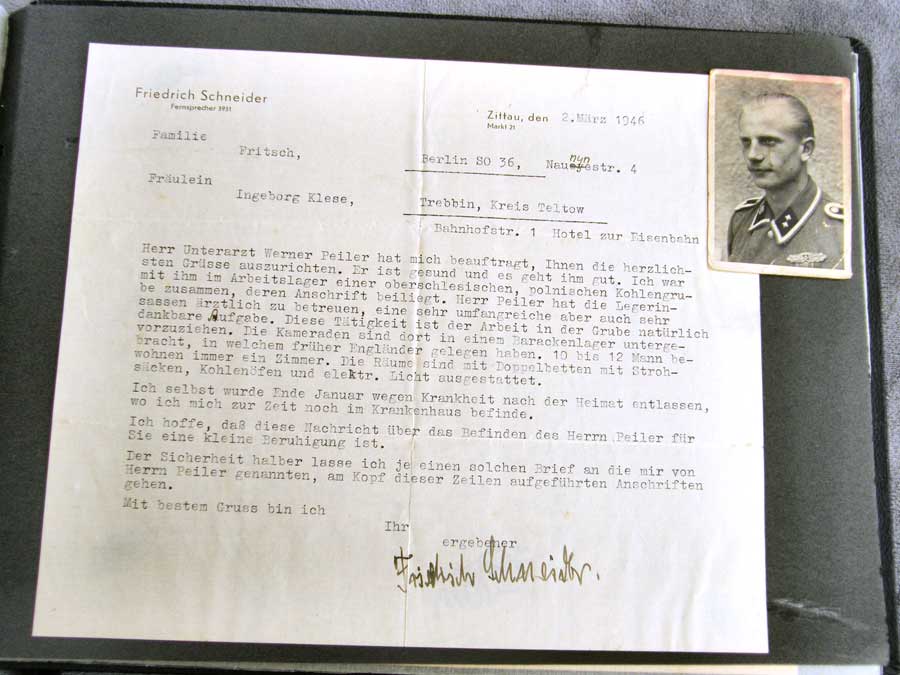 Friedrich Schneider
Fernsprecher 3931
Zittau, den 2. März 1946
Markt 21
Familie
Fritsch,
Berlin SO 36, Naunynstr. 4
Fräulein
Ingeborg Klese,
Trebbin, Kreis Teltow
Bahnhofstr. 1 Hotel zur Eisenbahn
Herr Unterarzt Werner Peiler hat mich beauftragt, Ihnen die herzlich-
sten Grüsse auszurichten. Er ist gesund und es geht ihm gut. Ich war
mit ihm im Arbeitslager einer oberschlesischen, polnischen Kohlengru-
be zusammen, deren Anschrift beiliegt. Herr Peiler hat die Legerin-
sassen ärztlich zu betreuen, eine sehr umfangreiche aber auch sehr
dankbare Aufgabe. Diese Tätigkeit ist der Arbeit in der Grube natürlich
vorzuziehen. Die Kameraden sind dort in einem Barackenlager unterge-
bracht, in welchem früher Engländer gelegen haben. 10 bis 12 Mann be-
wohnen immer ein Zimmer. Die Räume sind mit Doppelbetten mit Stroh-
säcken, Kohlenöfen und elektr. Licht ausgestattet.
Ich selbst wurde Ende Januar wegen Krankheit nach der Heimat entlassen,
wo ich mich zur Zeit noch im Krankenhaus befinde.
Ich hoffe, daß diese Nachricht über das Befinden des Herrn Peiler für
Sie eine kleine Beruhigung ist.
Der Sicherheit halber lasse ich je einen solchen Brief an die mir von
Herrn Peiler genannten, am Kopf dieser Zeilen aufgeführten Anschriften
gehen.
Mit bestem Gruss bin ich
Ihr
ergebener
Friedrich Schneider.